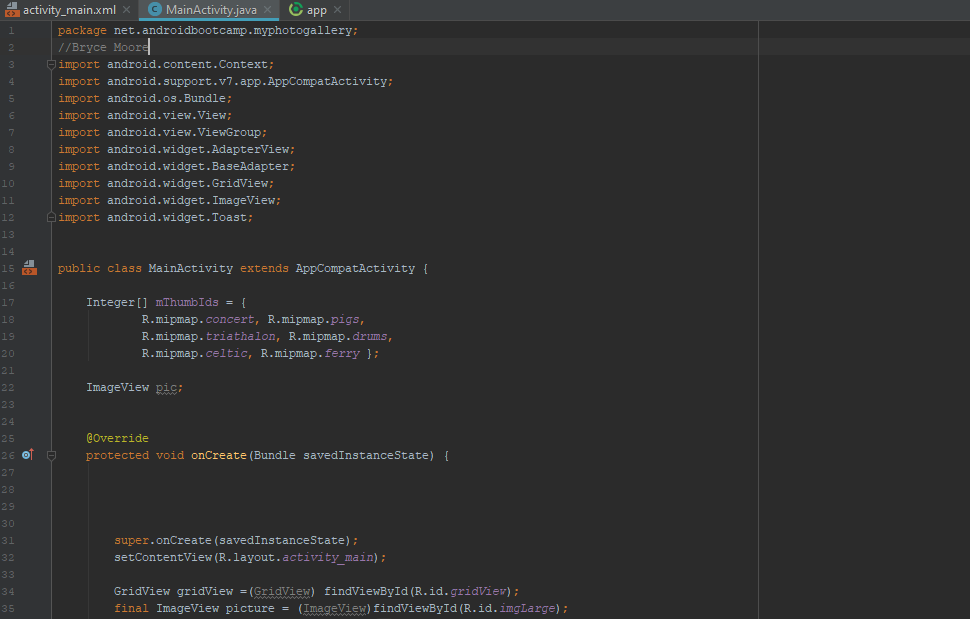 activity_main.xml × MainActivity.java × app ×
1 package net.androidbootcamp.myphotogallery;
2 //Bryce Moore
3 import android.content.Context;
4 import android.support.v7.app.AppCompatActivity;
5 import android.os.Bundle;
6 import android.view.View;
7 import android.view.ViewGroup;
8 import android.widget.AdapterView;
9 import android.widget.BaseAdapter;
10 import android.widget.GridView;
11 import android.widget.ImageView;
12 import android.widget.Toast;
13
14
15 public class MainActivity extends AppCompatActivity {
16
17 Integer[] mThumbIds = {
18 R.mipmap.concert, R.mipmap.pigs,
19 R.mipmap.triathalon, R.mipmap.drums,
20 R.mipmap.celtic, R.mipmap.ferry };
21
22 ImageView pic;
23
24
25 @Override
26 protected void onCreate(Bundle savedInstanceState) {
27
28
29
30
31 super.onCreate(savedInstanceState);
32 setContentView(R.layout.activity_main);
33
34 GridView gridView =(GridView) findViewById(R.id.gridView);
35 final ImageView picture = (ImageView)findViewById(R.id.imgLarge);